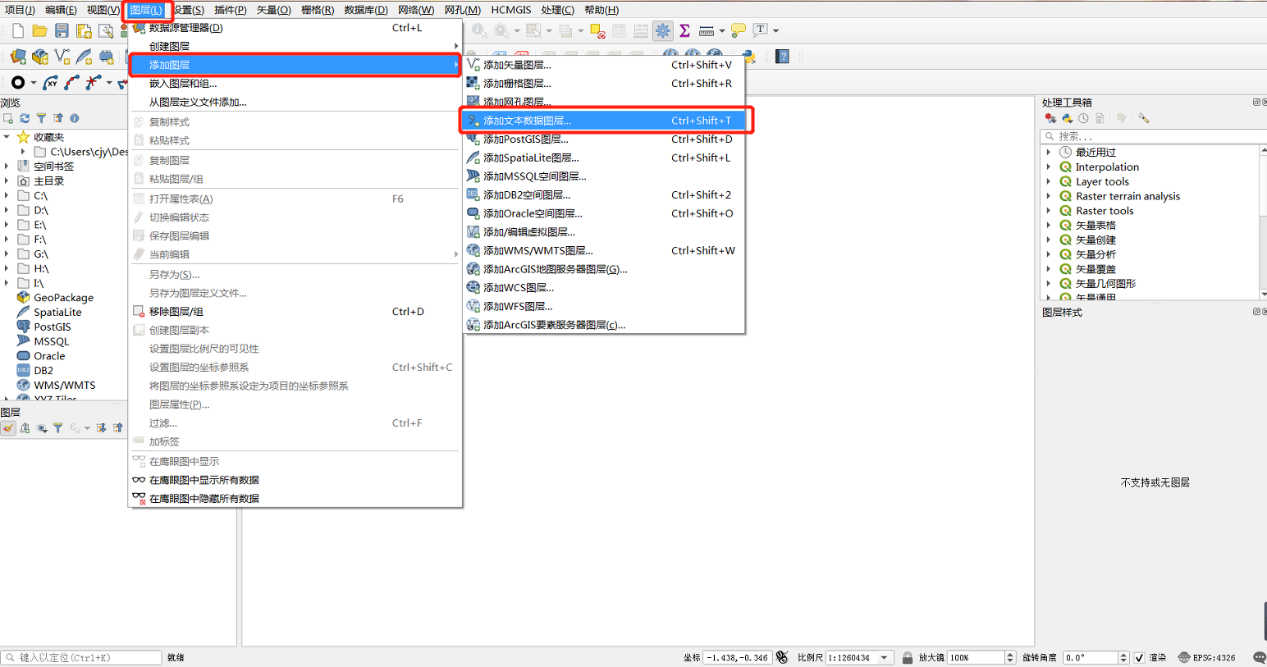 项目(J) 编辑(E) 视图(V) 图层(L) 设置(S) 插件(P) 矢量(O) 栅格(R) 数据库(D) 网络(W) 网孔(M) HCMGIS 处理(C) 帮助(H)
数据源管理器(D) Ctrl+L
创建图层
添加图层
嵌入图层和组...
从图层定义文件添加...
复制样式
粘贴样式
复制图层
粘贴图层/组
打开属性表(A) F6
切换编辑状态
保存图层编辑
当前编辑
另存为(S)...
另存为图层定义文件...
移除图层/组 Ctrl+D
创建图层副本
设置图层比例尺的可见性
设置图层的坐标参照系 Ctrl+Shift+C
将图层的坐标参照系设定为项目的坐标参照系
图层属性(P)...
过滤... Ctrl+F
加标签
在鹰眼图中显示
在鹰眼图中显示所有数据
在鹰眼图中隐藏所有数据
添加矢量图层... Ctrl+Shift+V
添加栅格图层... Ctrl+Shift+R
添加网孔图层...
添加文本数据图层... Ctrl+Shift+T
添加PostGIS图层... Ctrl+Shift+D
添加SpatiaLite图层... Ctrl+Shift+L
添加MSSQL空间图层...
添加DB2空间图层... Ctrl+Shift+2
添加Oracle空间图层... Ctrl+Shift+O
添加/编辑虚拟图层...
添加WMS/WMTS图层... Ctrl+Shift+W
添加ArcGIS地图服务器图层(G)...
添加WCS图层...
添加WFS图层...
添加ArcGIS要素服务器图层(c)...
浏览
收藏夹
C:\Users\cjy\Des
空间书签
主目录
C:\
D:\
E:\
F:\
G:\
H:\
I:\
GeoPackage
SpatiaLite
PostGIS
MSSQL
Oracle
DB2
WMS/WMTS
XYZ Tiles
图层
处理工具箱
搜索...
最近用过
Interpolation
Layer tools
Raster terrain analysis
Raster tools
矢量表格
矢量创建
矢量分析
矢量覆盖
矢量几何图形
矢量通用
图层样式
不支持或无图层
键入以定位(Ctrl+K) 就绪 坐标 -1.438,-0.346 比例尺 1:1260434 放大镜 100% 旋转角度 0.0° 渲染 EPSG:4326